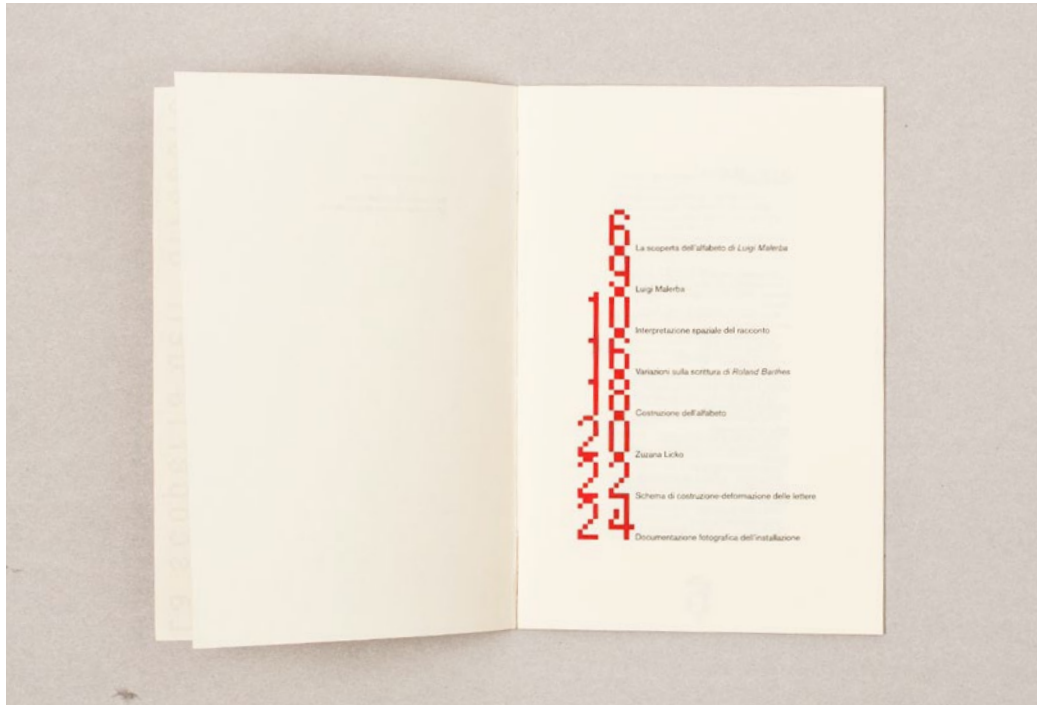 6 La scoperta dell'alfabeto di Luigi Malerba
9 Luigi Malerba
10 Interpretazione spaziale del racconto
16 Variazioni sulla scrittura di Roland Barthes
18 Costruzione dell'alfabeto
20 Zuzana Licko
22 Schema di costruzione-deformazione delle lettere
24 Documentazione fotografica dell'installazione